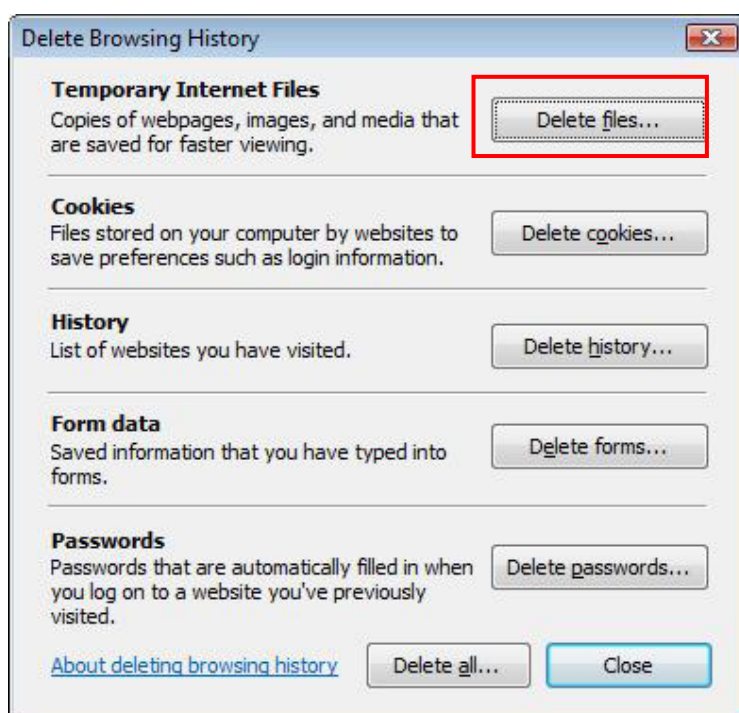 Delete Browsing History
Temporary Internet Files
Copies of webpages, images, and media that
are saved for faster viewing.
Delete files...
Cookies
Files stored on your computer by websites to
save preferences such as login information.
Delete cookies...
History
List of websites you have visited.
Delete history...
Form data
Saved information that you have typed into
forms.
Delete forms...
Passwords
Passwords that are automatically filled in when
you log on to a website you've previously
visited.
Delete passwords...
About deleting browsing history
Delete all...
Close